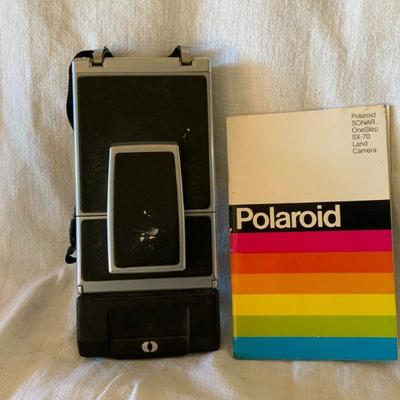 Polaroid
SONAR
OneStep
SX-70
Land
Camera
Polaroid